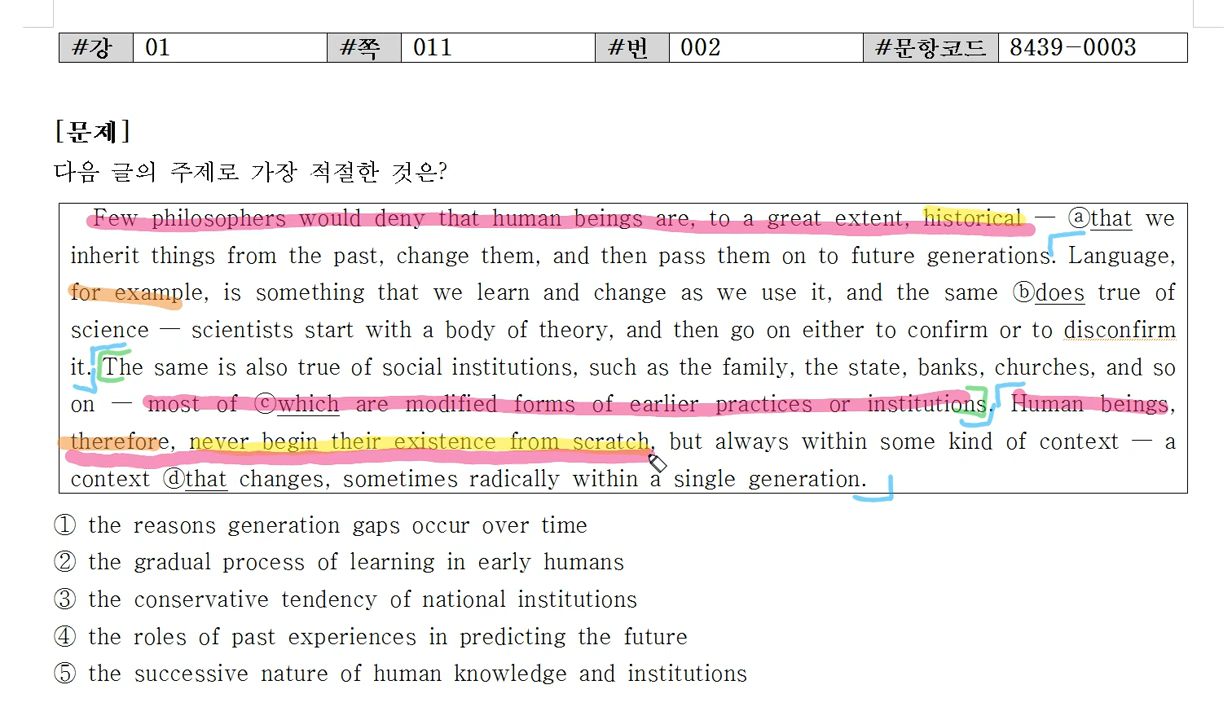 #강 01 #쪽 011 #번 002 #문항코드 8439-0003
[문제]
다음 글의 주제로 가장 적절한 것은?
Few philosophers would deny that human beings are, to a great extent, historical — ⓐthat we
inherit things from the past, change them, and then pass them on to future generations. Language,
for example, is something that we learn and change as we use it, and the same ⓑdoes true of
science — scientists start with a body of theory, and then go on either to confirm or to disconfirm
it. The same is also true of social institutions, such as the family, the state, banks, churches, and so
on — most of ⓒwhich are modified forms of earlier practices or institutions. Human beings,
therefore, never begin their existence from scratch, but always within some kind of context — a
context ⓓthat changes, sometimes radically within a single generation.
① the reasons generation gaps occur over time
② the gradual process of learning in early humans
③ the conservative tendency of national institutions
④ the roles of past experiences in predicting the future
⑤ the successive nature of human knowledge and institutions